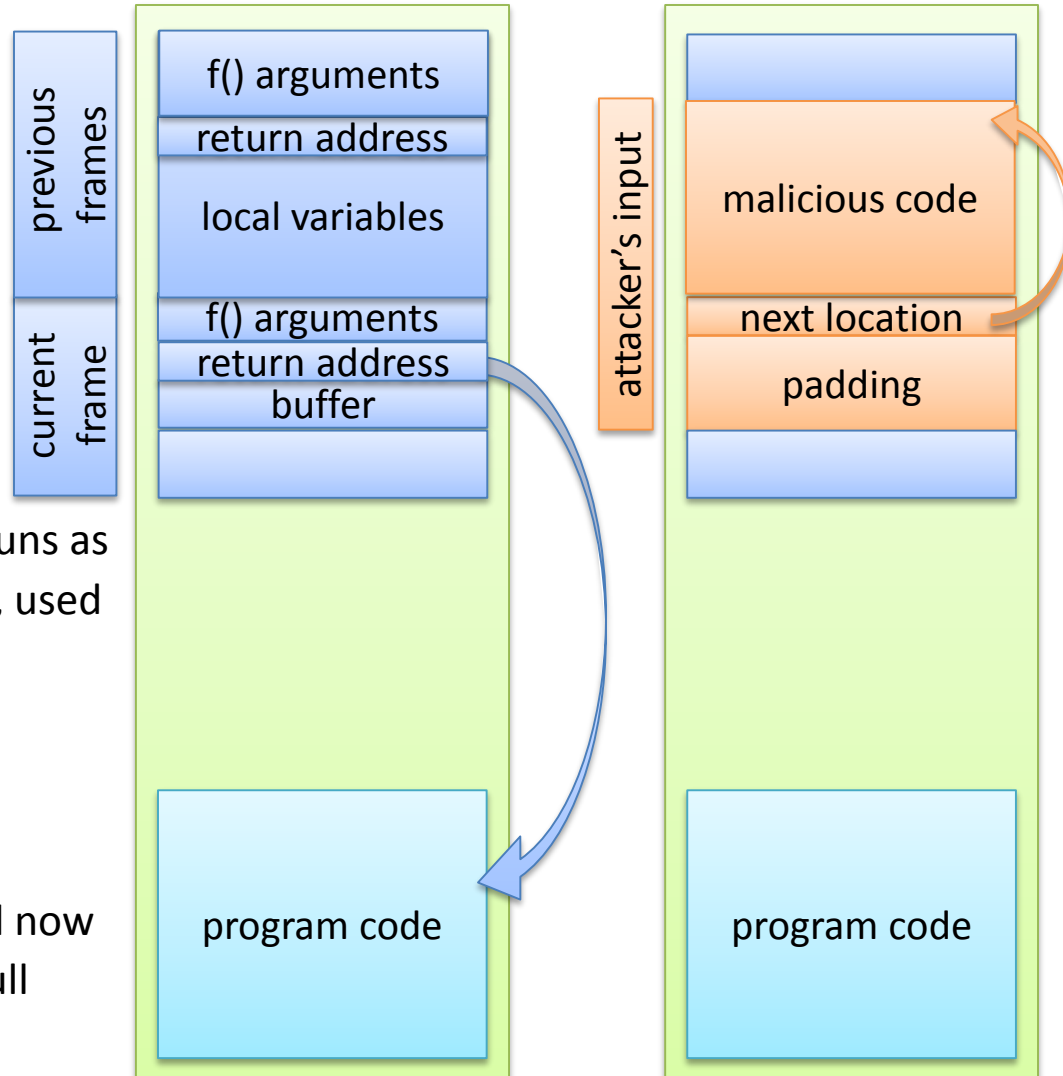 previous
frames
current
frame
f() arguments
return address
local variables
f() arguments
return address
buffer
program code
attacker’s input
malicious code
next location
padding
program code
uns as
, used
now
ull